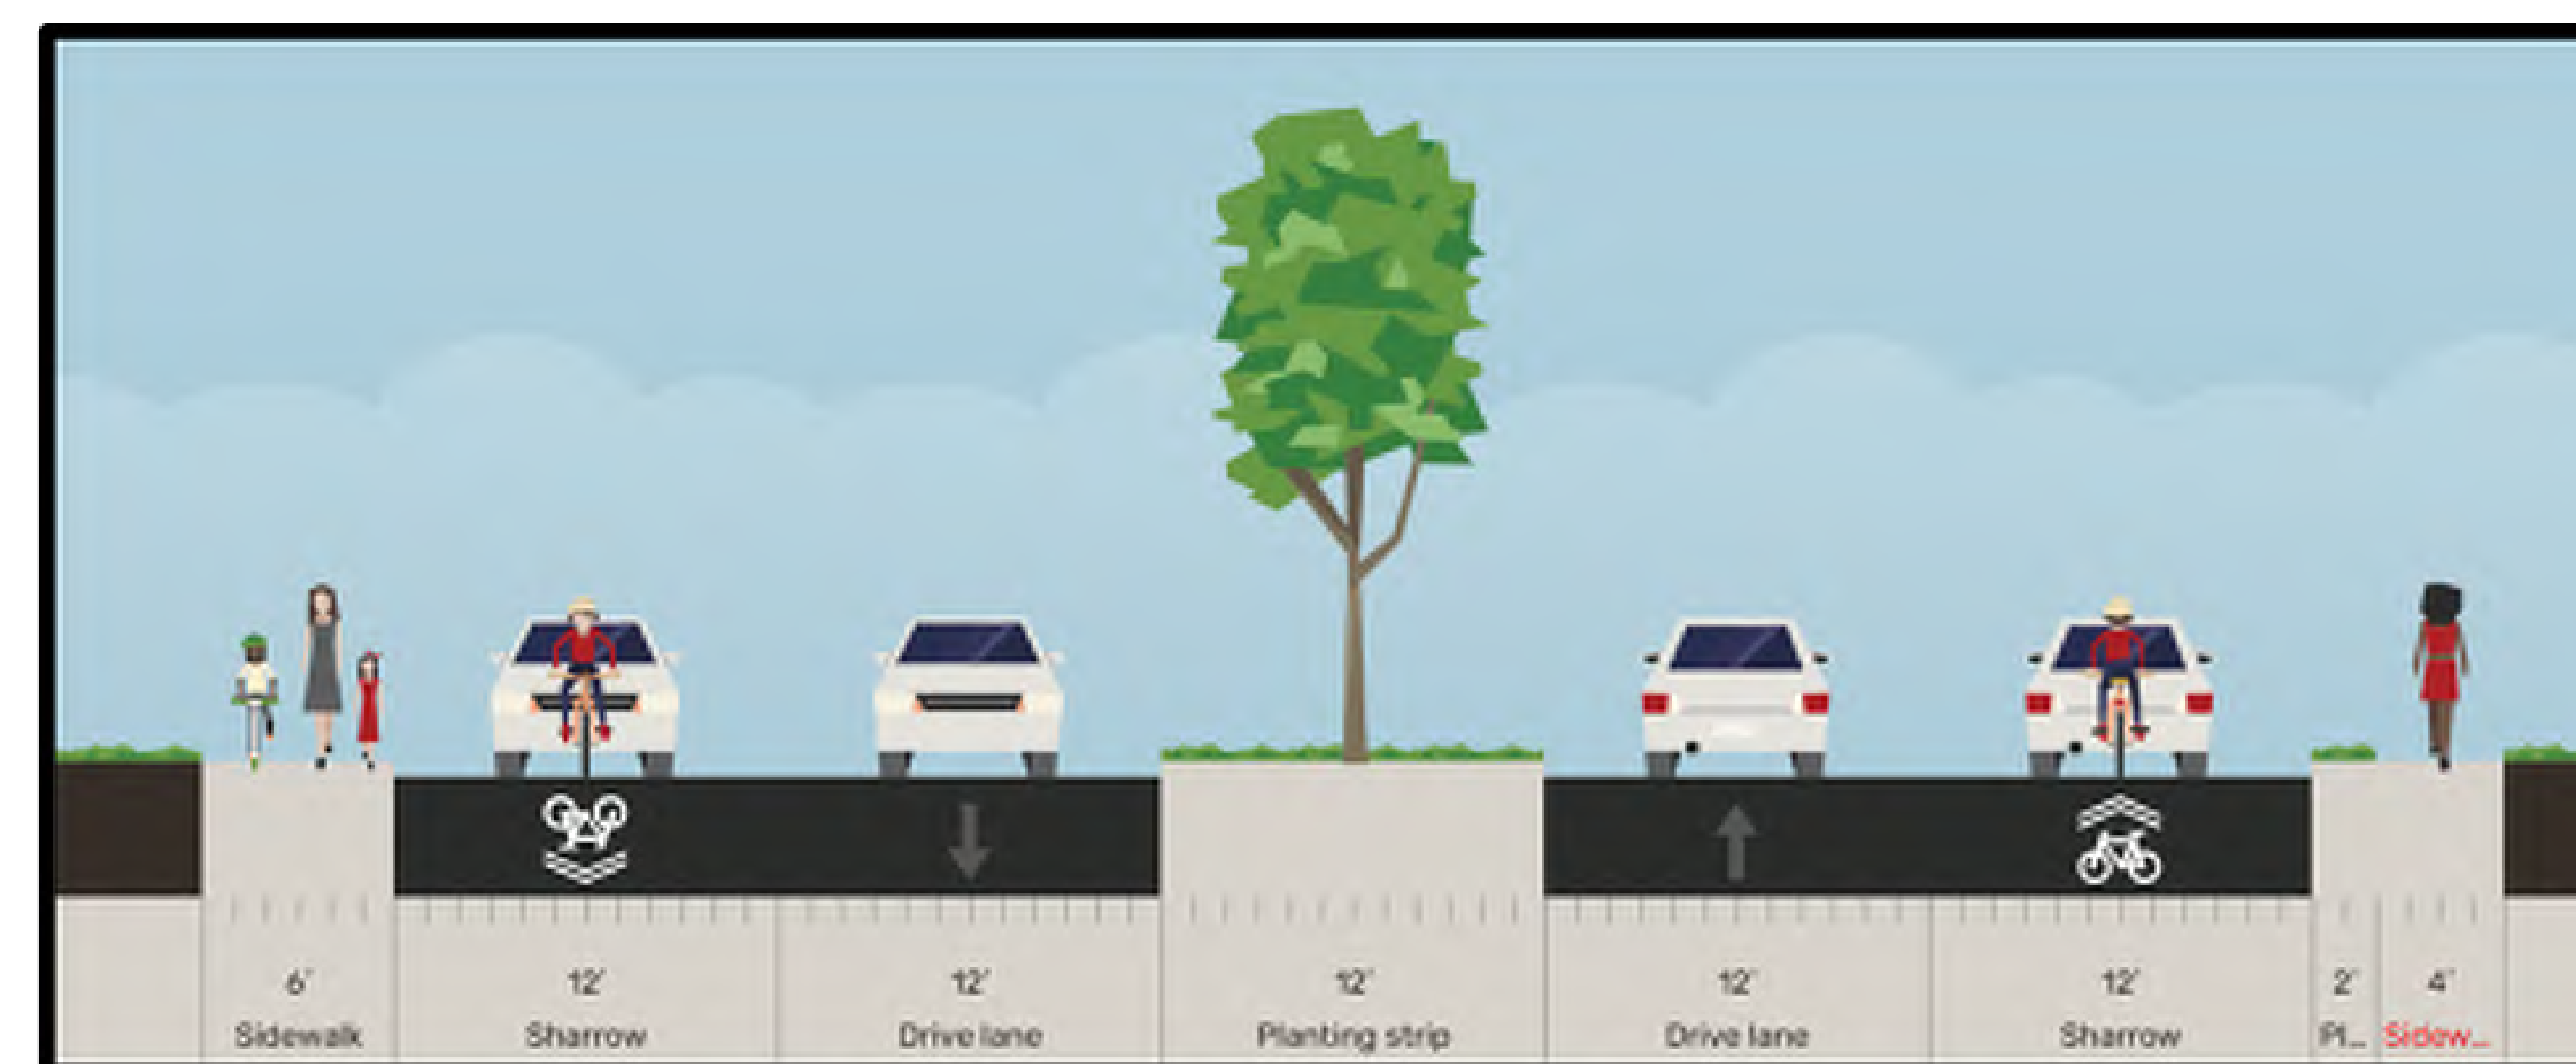 6' 12' 12' 12' 12' 12' 2' 4'
Sidewalk Sharrow Drive lane Planting strip Drive lane Sharrow Pl... Sidew...